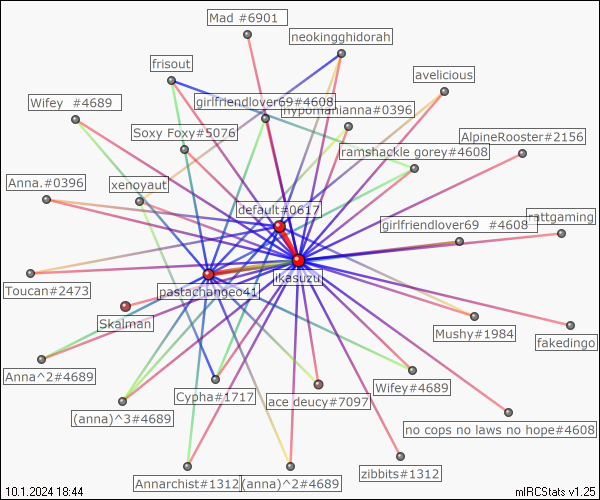 Mad #6901
neokingghidorah
frisout
avelicious
Wifey #4689
girlfriendlover69#4608
hypomanianna#0396
Soxy Foxy#5076
AlpineRooster#2156
ramshackle gorey#4608
Anna.#0396
xenoyaut
default#0617
rattgaming
girlfriendlover69 #4608
ikasuzu
Toucan#2473
pastachangeo41
Skalman
Mushy#1984
fakedingo
Anna^2#4689
Wifey#4689
Cypha#1717
ace deucy#7097
(anna)^3#4689
no cops no laws no hope#4608
zibbits#1312
Annarchist#1312
(anna)^2#4689
10.1.2024 18:44
mIRCStats v1.25